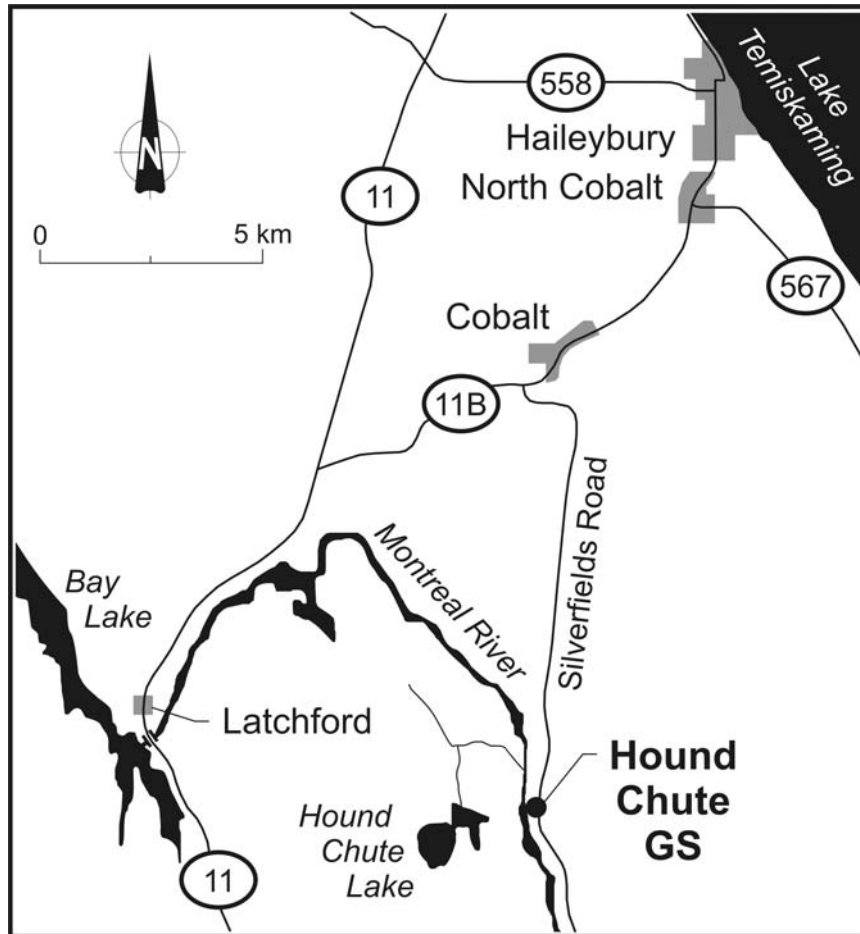 Lake
Temiskaming
558
Haileybury
N
11
North Cobalt
0 5 km
567
Cobalt
11B
Silverfields Road
Montreal River
Bay
Lake
Latchford
Hound
Chute
GS
Hound
Chute
Lake
11